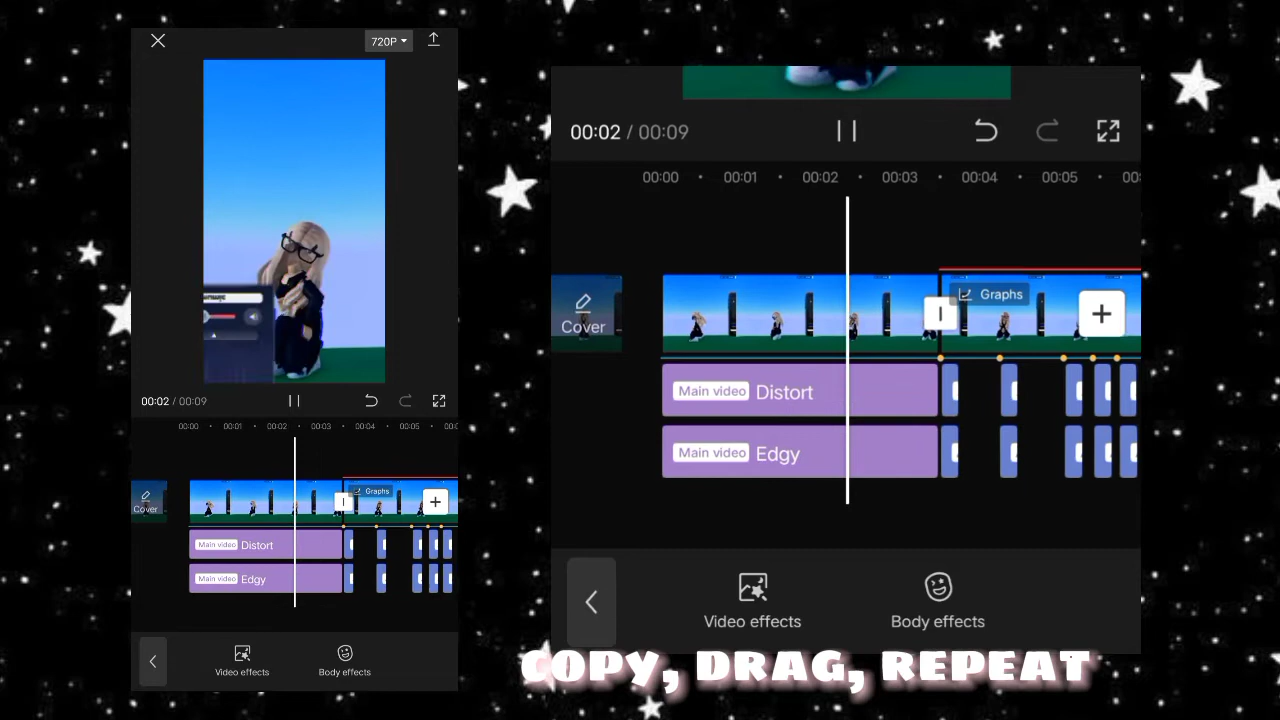 720P
00:02 / 00:09
00:00 00:01 00:02 00:03 00:04 00:05
Cover
Graphs
Main video Distort
Main video Edgy
Video effects Body effects
00:02 / 00:09
00:00 00:01 00:02 00:03 00:04 00:05 00:
Cover
Graphs
Main video Distort
Main video Edgy
Video effects Body effects
COPY, DRAG, REPEAT